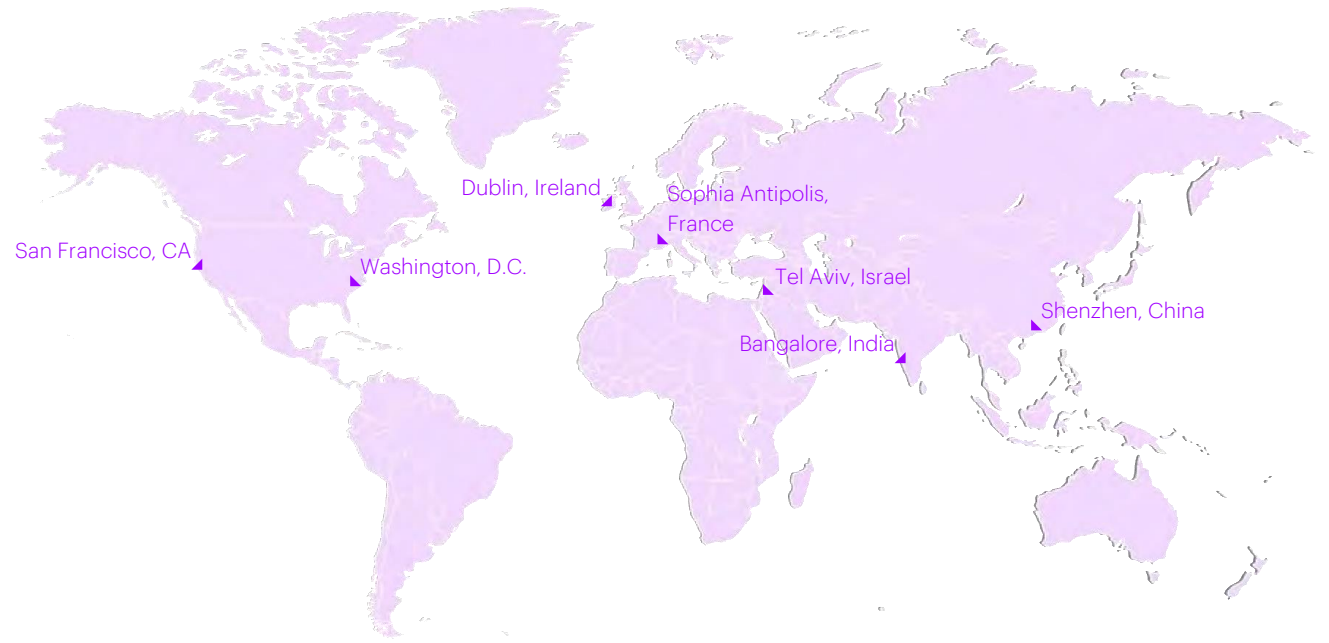 Dublin, Ireland
Sophia Antipolis,
France
San Francisco, CA
Washington, D.C.
Tel Aviv, Israel
Shenzhen, China
Bangalore, India